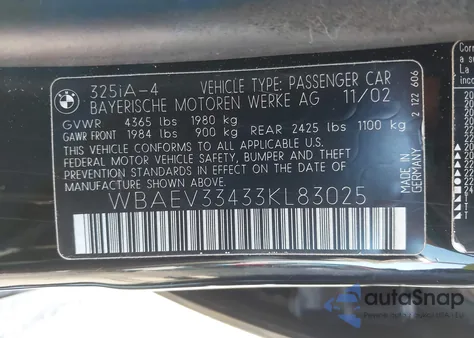 325iA-4 VEHICLE TYPE: PASSENGER CAR
BAYERISCHE MOTOREN WERKE AG 11/02
GVWR 4365 lbs 1980 kg
GAWR FRONT 1984 lbs 900 kg REAR 2425 lbs 1100 kg
THIS VEHICLE CONFORMS TO ALL APPLICABLE U.S.
FEDERAL MOTOR VEHICLE SAFETY, BUMPER AND THEFT
PREVENTION STANDARDS IN EFFECT ON THE DATE OF
MANUFACTURE SHOWN ABOVE.
WBAEV33433KL83025
MADE IN
GERMANY
2 122 606
autoSnap